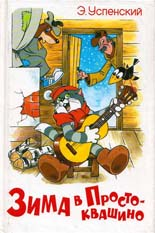 Э. Успенский
Зима в Просто-
квашино